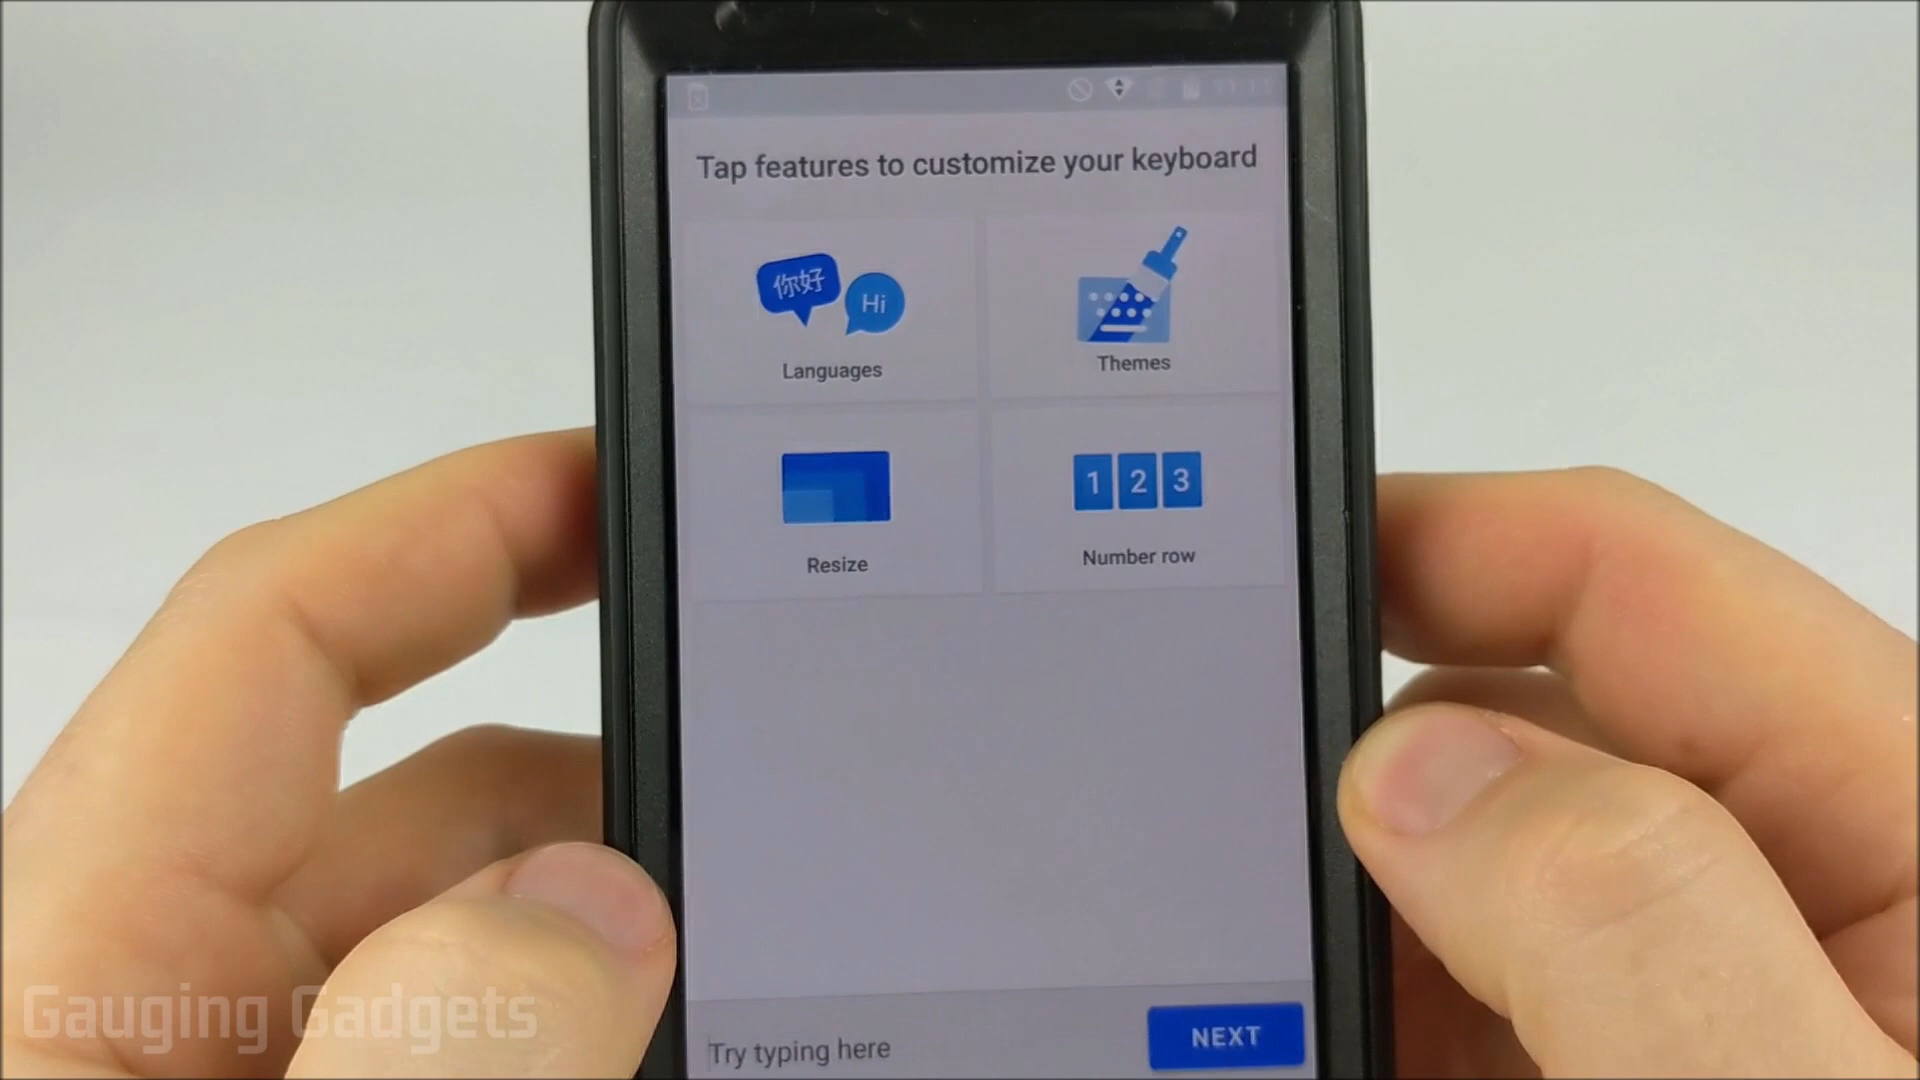 Tap features to customize your keyboard
你好
Hi
Languages
Themes
1 2 3
Resize
Number row
Try typing here
NEXT
Gauging Gadgets